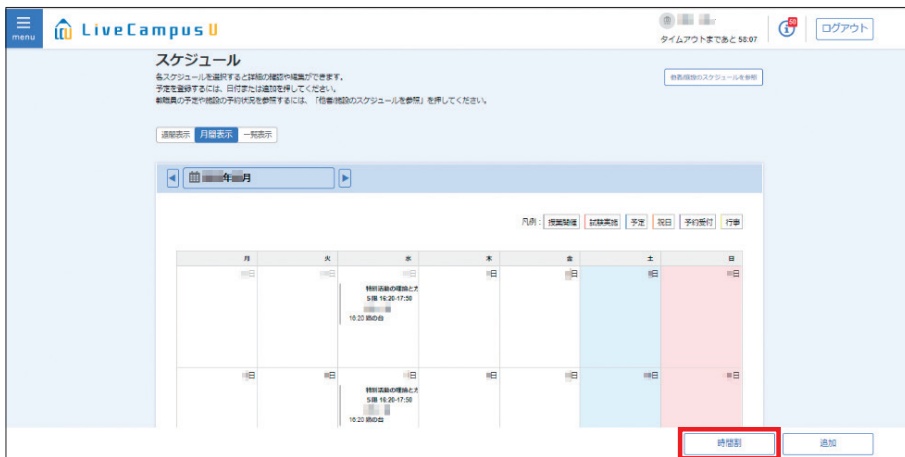 menu
LiveCampusU
タイムアウトまであと 58:07
ログアウト
スケジュール
各スケジュールを選択すると詳細の確認や編集ができます。
予定を登録するには、日付または追加を押してください。
教職員の予定や施設の予約状況を参照するには、「他者/施設のスケジュールを参照」を押してください。
他者/施設のスケジュールを参照
週間表示 月間表示 一覧表示
年 月
凡例: 授業開催 試験実施 予定 祝日 予約受付 行事
月 火 水 木 金 土 日
日 日 日 日 日 日 日
特別活動の理論と方
5限 16:20-17:50
16:20
日 日 日 日 日 日 日
特別活動の理論と方
5限 16:20-17:50
16:20
時間割 追加